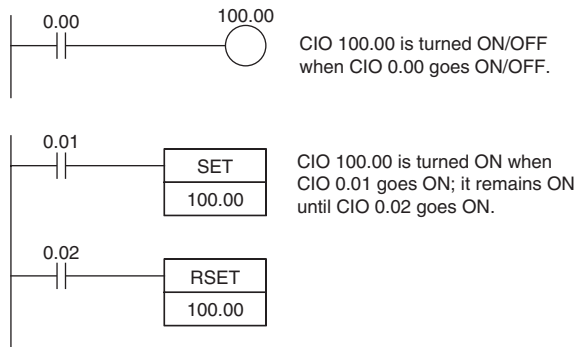 0.00
100.00
CIO 100.00 is turned ON/OFF
when CIO 0.00 goes ON/OFF.
0.01
SET
100.00
CIO 100.00 is turned ON when
CIO 0.01 goes ON; it remains ON
until CIO 0.02 goes ON.
0.02
RSET
100.00